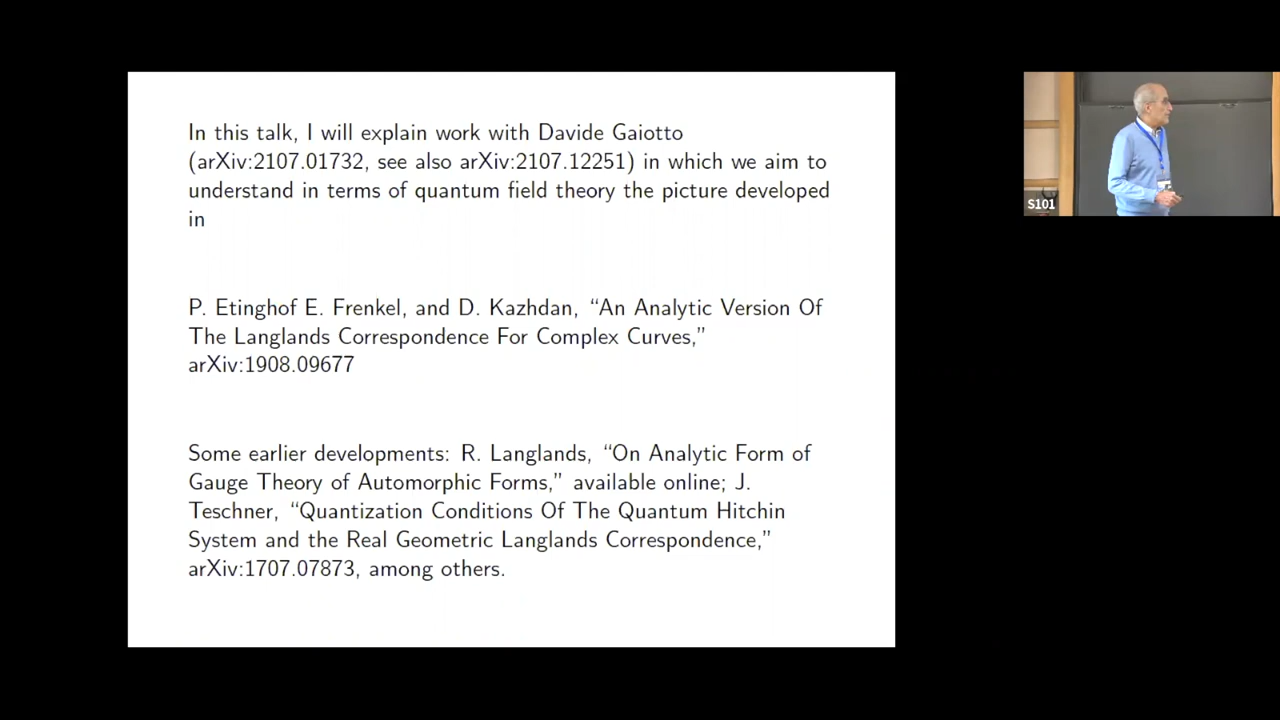 In this talk, I will explain work with Davide Gaiotto
(arXiv:2107.01732, see also arXiv:2107.12251) in which we aim to
understand in terms of quantum field theory the picture developed
in
P. Etinghof E. Frenkel, and D. Kazhdan, “An Analytic Version Of
The Langlands Correspondence For Complex Curves,”
arXiv:1908.09677
Some earlier developments: R. Langlands, “On Analytic Form of
Gauge Theory of Automorphic Forms,” available online; J.
Teschner, “Quantization Conditions Of The Quantum Hitchin
System and the Real Geometric Langlands Correspondence,”
arXiv:1707.07873, among others.
S101